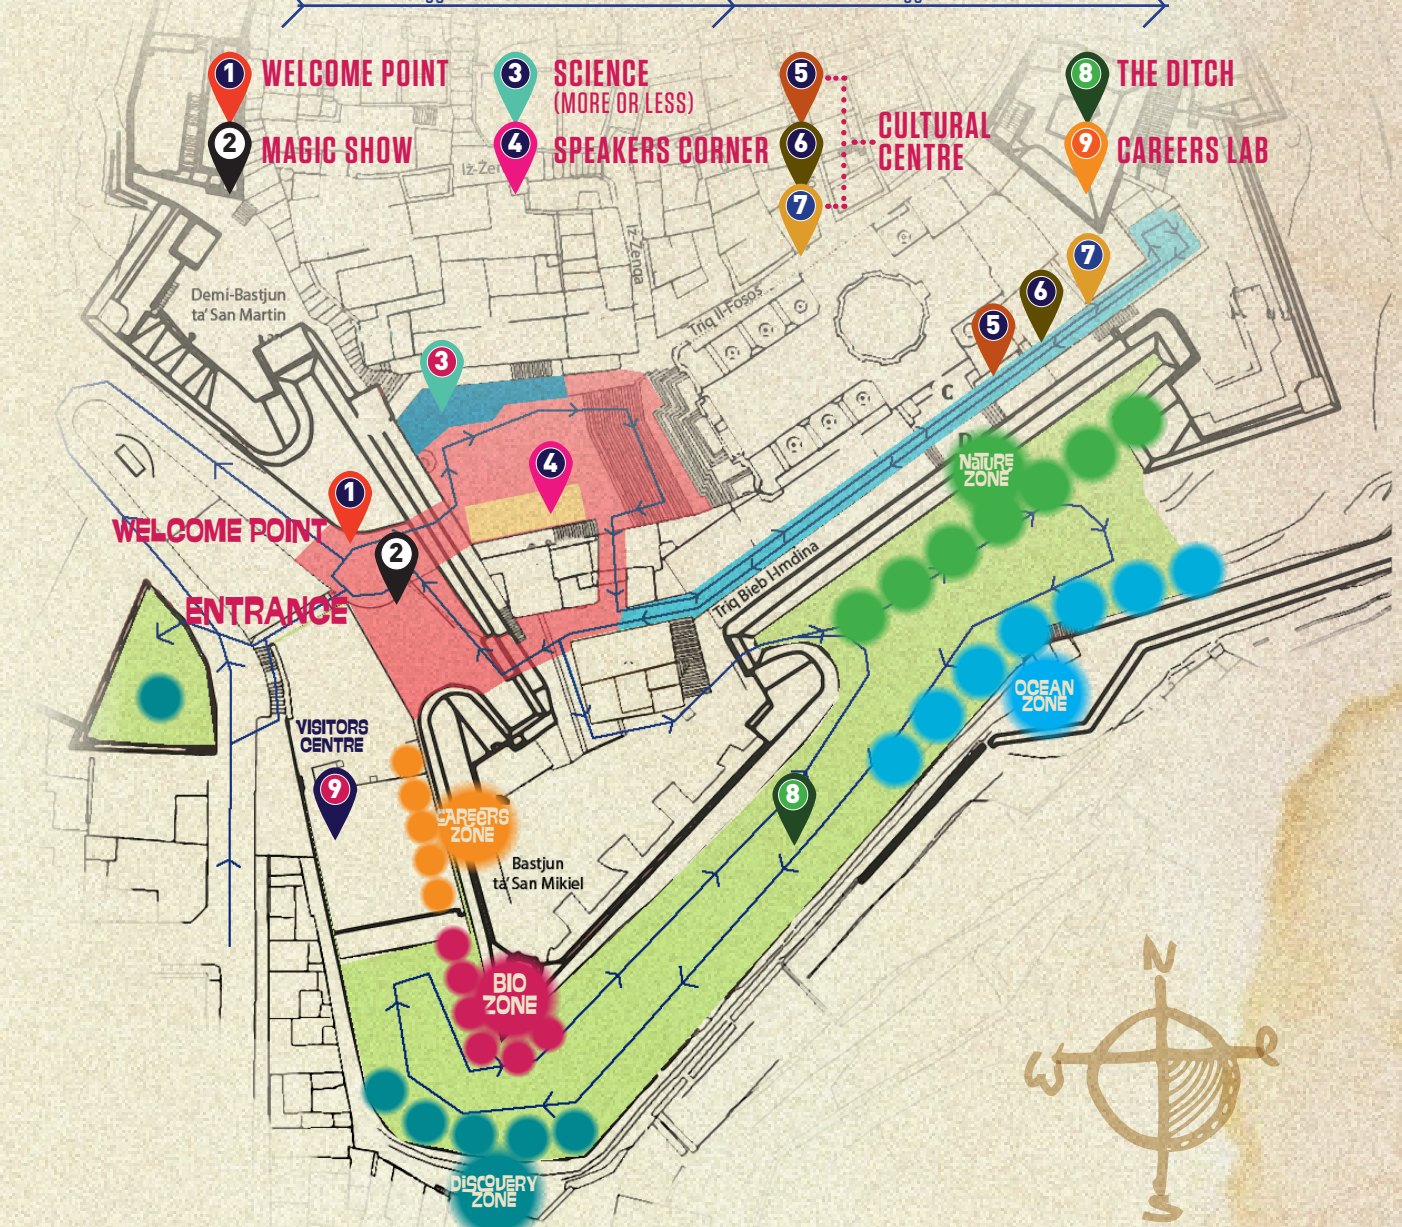 1 WELCOME POINT
2 MAGIC SHOW
3 SCIENCE
(MORE OR LESS)
4 SPEAKERS CORNER
5
6
7
CULTURAL
CENTRE
8 THE DITCH
9 CAREERS LAB
Iż-Żenqa
Demi-Bastjun
ta' San Martin
Triq Il-Fosos
7
6
5
C
3
4
1
WELCOME POINT
2
ENTRANCE
NATURE
ZONE
Triq Bieb l-Imdina
OCEAN
ZONE
VISITORS
CENTRE
9
8
CAREERS
ZONE
Bastjun
ta' San Mikiel
BIO
ZONE
DISCOVERY
ZONE
N
W
e
S